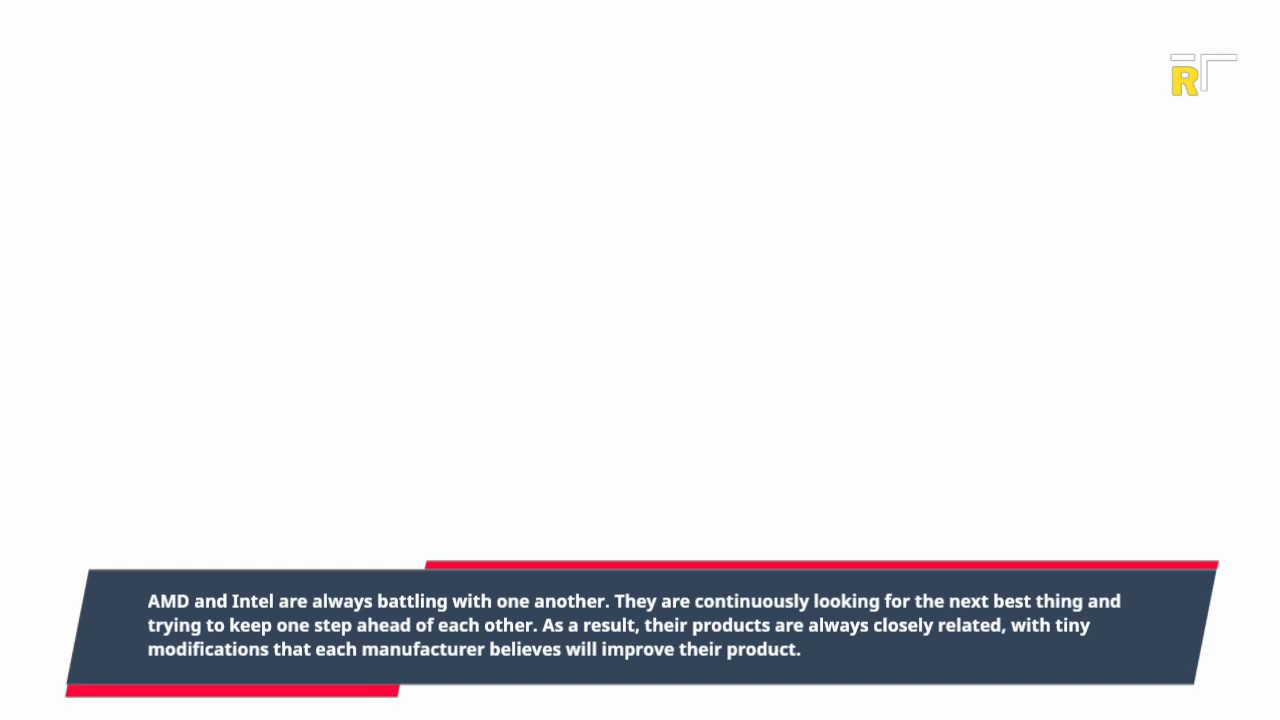 R
AMD and Intel are always battling with one another. They are continuously looking for the next best thing and
trying to keep one step ahead of each other. As a result, their products are always closely related, with tiny
modifications that each manufacturer believes will improve their product.